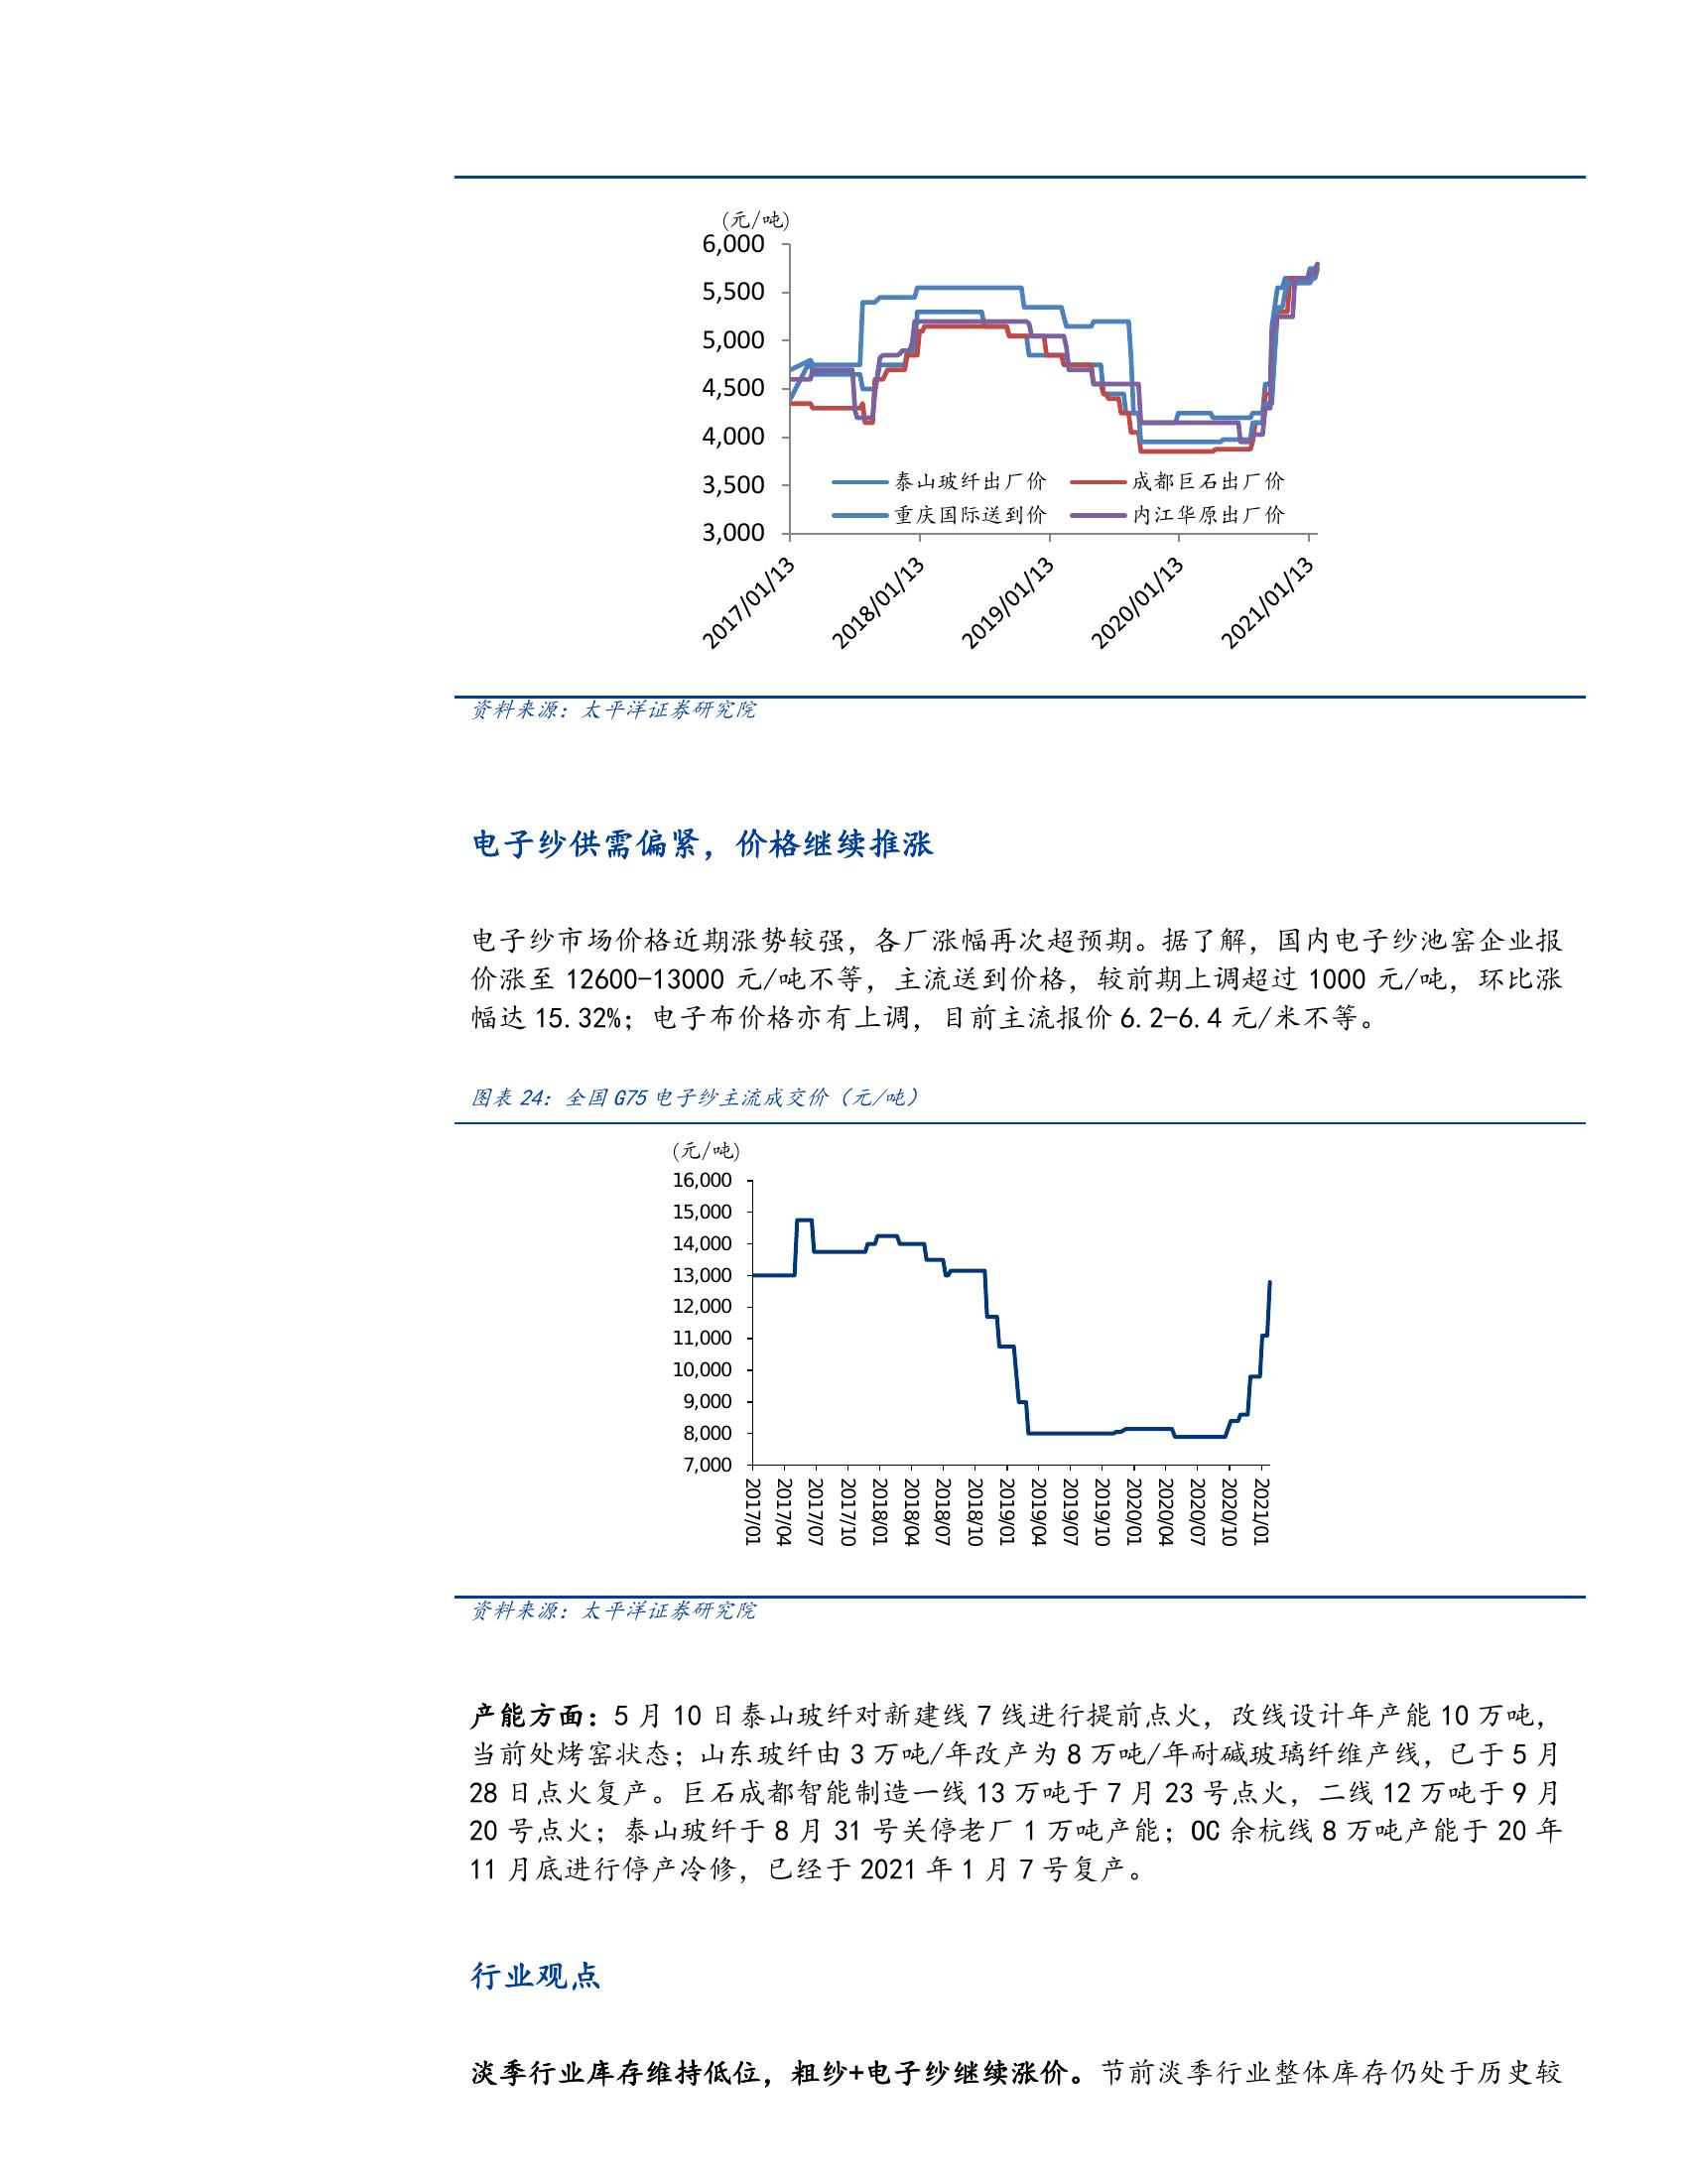 (元/吨)
6,000
5,500
5,000
4,500
4,000
3,500
3,000
泰山玻纤出厂价 成都巨石出厂价
重庆国际送到价 内江华原出厂价
2017/01/13 2018/01/13 2019/01/13 2020/01/13 2021/01/13
资料来源：太平洋证券研究院
电子纱供需偏紧，价格继续推涨
电子纱市场价格近期涨势较强，各厂涨幅再次超预期。据了解，国内电子纱池窑企业报
价涨至 12600-13000 元/吨不等，主流送到价格，较前期上调超过 1000 元/吨，环比涨
幅达 15.32%；电子布价格亦有上调，目前主流报价 6.2-6.4 元/米不等。
图表 24：全国 G75 电子纱主流成交价（元/吨）
(元/吨)
16,000
15,000
14,000
13,000
12,000
11,000
10,000
9,000
8,000
7,000
2017/01 2017/04 2017/07 2017/10 2018/01 2018/04 2018/07 2018/10 2019/01 2019/04 2019/07 2019/10 2020/01 2020/04 2020/07 2020/10 2021/01
资料来源：太平洋证券研究院
产能方面：5 月 10 日泰山玻纤对新建线 7 线进行提前点火，改线设计年产能 10 万吨，
当前处烤窑状态；山东玻纤由 3 万吨/年改产为 8 万吨/年耐碱玻璃纤维产线，已于 5 月
28 日点火复产。巨石成都智能制造一线 13 万吨于 7 月 23 号点火，二线 12 万吨于 9 月
20 号点火；泰山玻纤于 8 月 31 号关停老厂 1 万吨产能；OC 余杭线 8 万吨产能于 20 年
11 月底进行停产冷修，已经于 2021 年 1 月 7 号复产。
行业观点
淡季行业库存维持低位，粗纱+电子纱继续涨价。节前淡季行业整体库存仍处于历史较